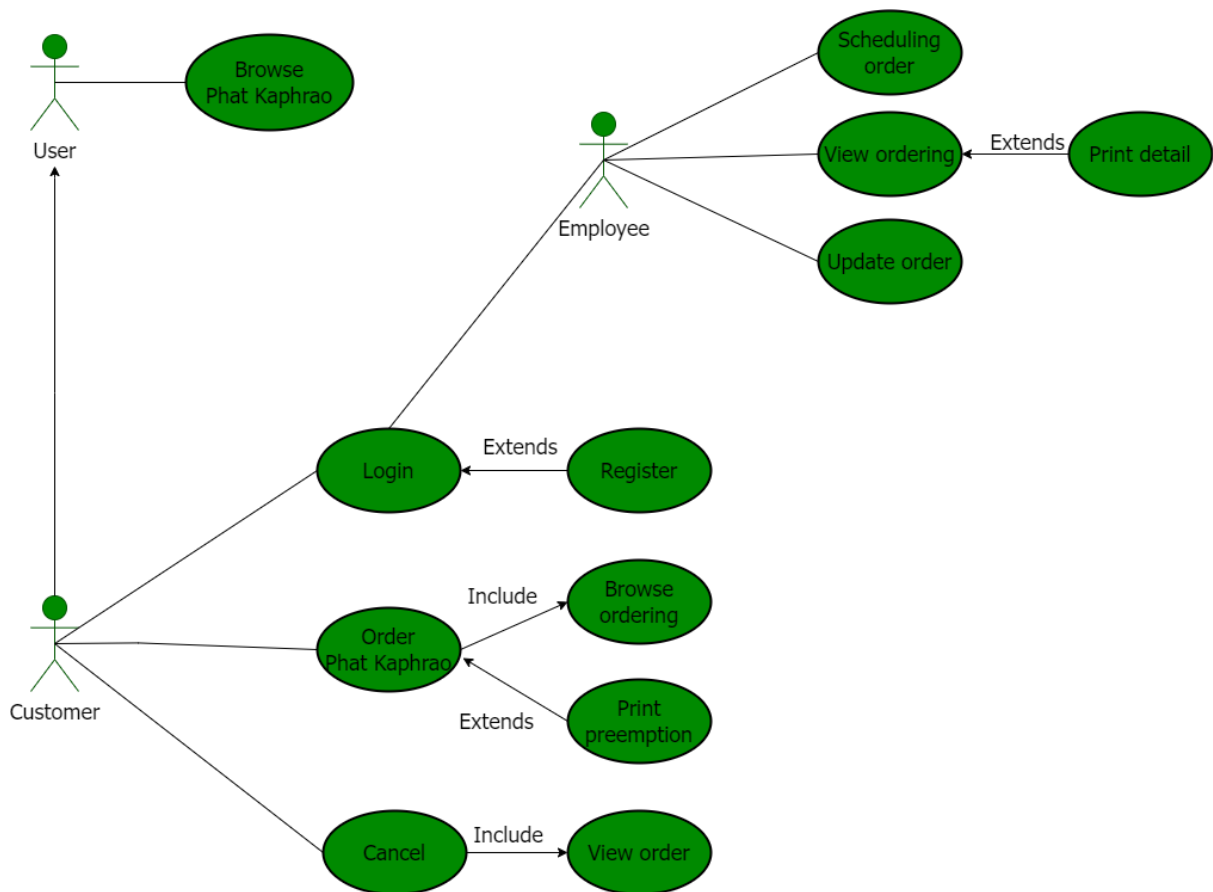 Browse
Phat Kaphrao
User
Scheduling
order
View ordering
Extends
Print detail
Employee
Update order
Login
Extends
Register
Customer
Order
Phat Kaphrao
Include
Browse
ordering
Extends
Print
preemption
Cancel
Include
View order